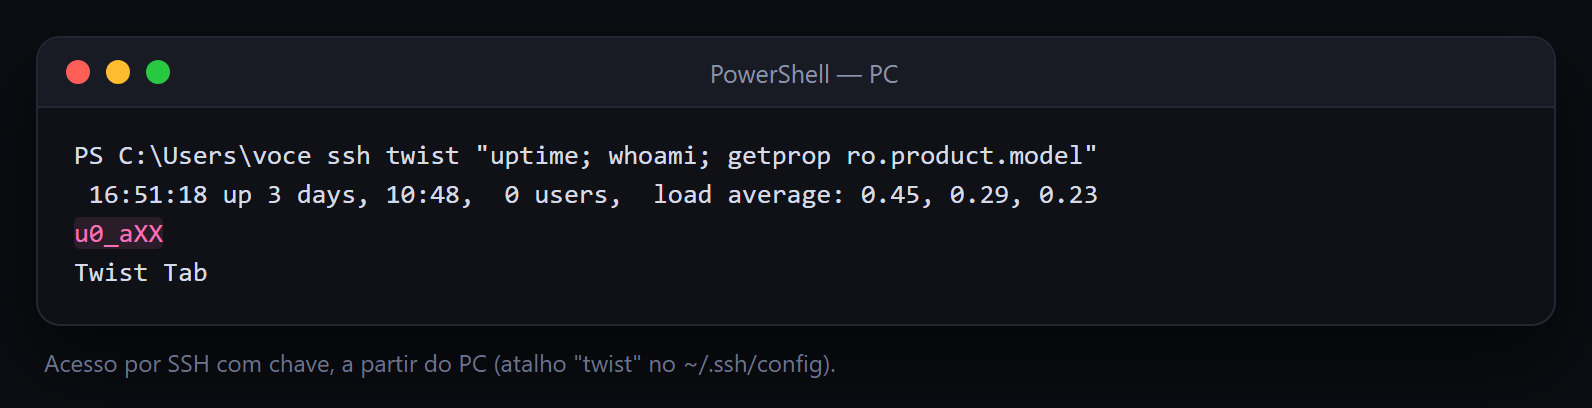 PowerShell — PC
PS C:\Users\voce ssh twist "uptime; whoami; getprop ro.product.model"
 16:51:18 up 3 days, 10:48,  0 users,  load average: 0.45, 0.29, 0.23
u0_aXX
Twist Tab
Acesso por SSH com chave, a partir do PC (atalho "twist" no ~/.ssh/config).